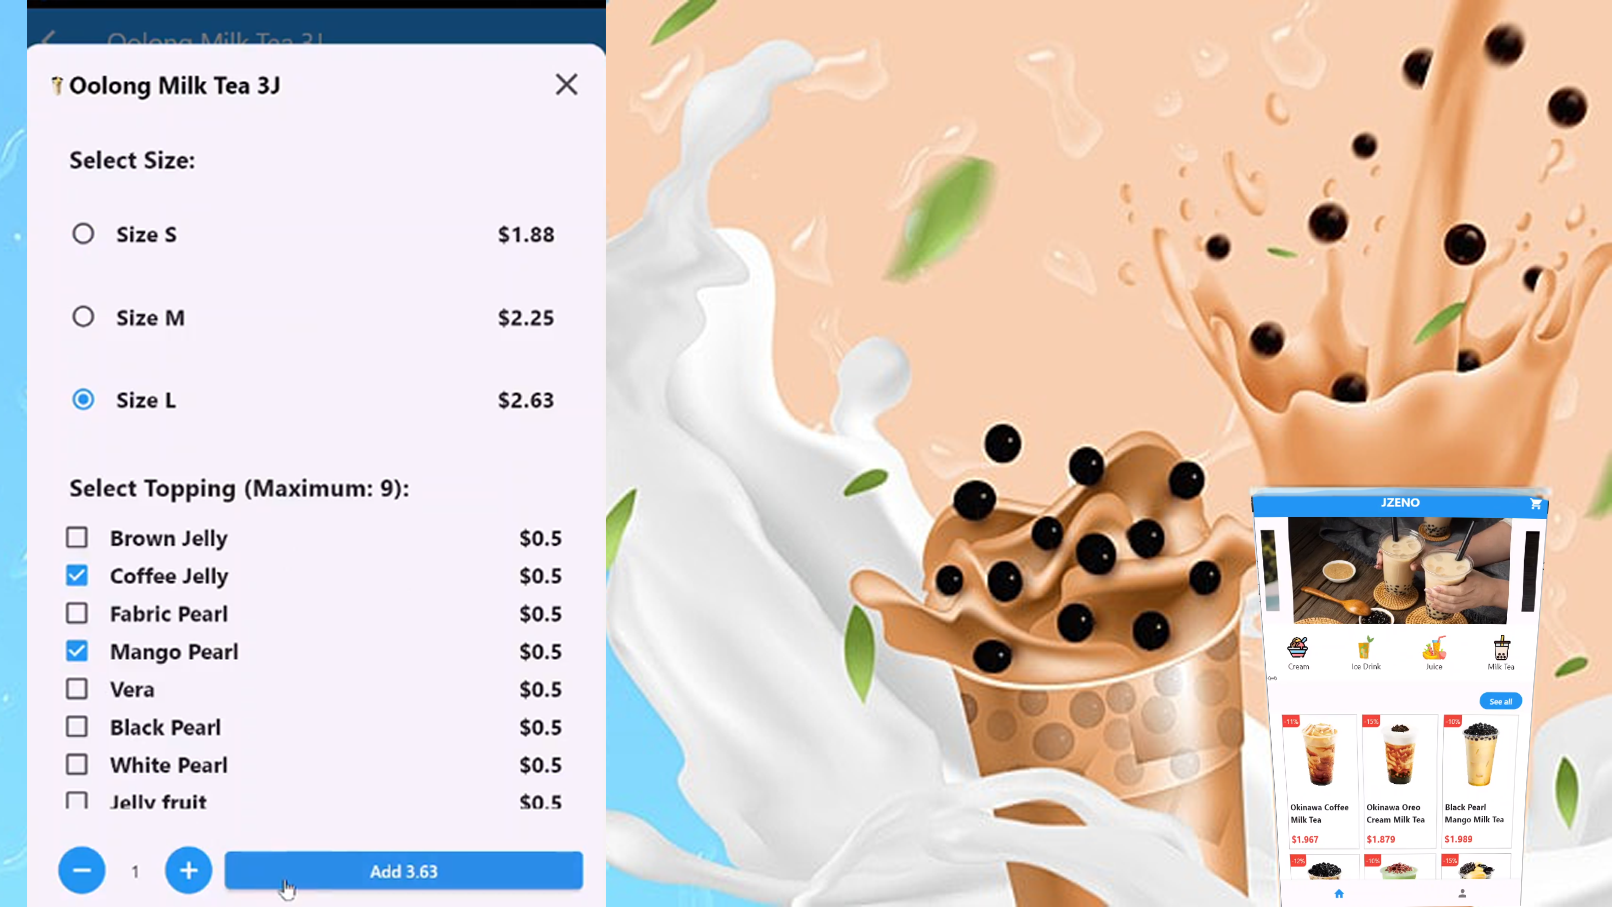 Oolong Milk Tea 3J
Oolong Milk Tea 3J
Select Size:
Size S $1.88
Size M $2.25
Size L $2.63
Select Topping (Maximum: 9):
Brown Jelly $0.5
Coffee Jelly $0.5
Fabric Pearl $0.5
Mango Pearl $0.5
Vera $0.5
Black Pearl $0.5
White Pearl $0.5
Jelly fruit $0.5
1
Add 3.63
JZENO
Cream Ice Drink Juice Milk Tea
See all
-11% -15% -10%
Okinawa Coffee Milk Tea
$1.967
Okinawa Oreo Cream Milk Tea
$1.879
Black Pearl Mango Milk Tea
$1.989
-12% -10% -15%